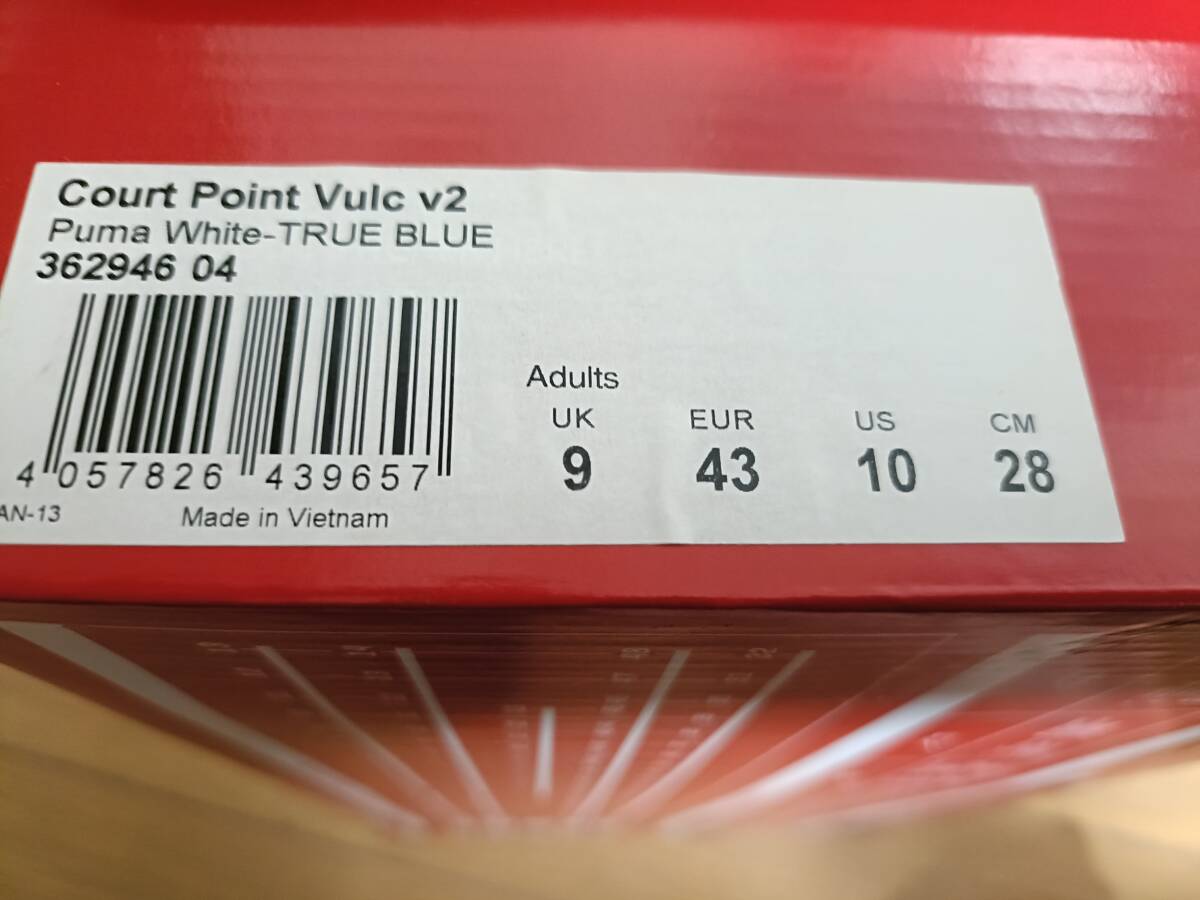 Court Point Vulc v2
Puma White-TRUE BLUE
362946 04
4 057826 439657
AN-13
Made in Vietnam
Adults
UK EUR US CM
9 43 10 28